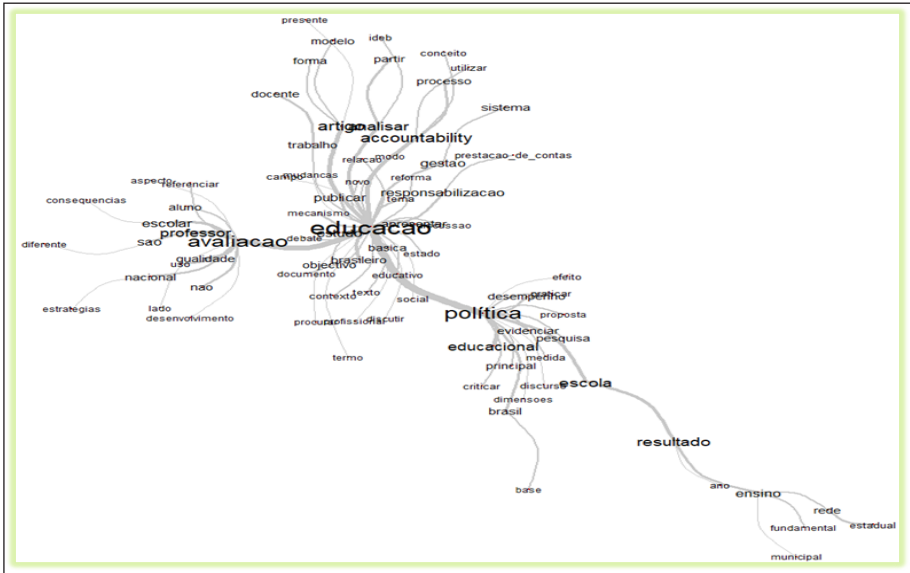 presente
modelo
ideb
forma
partir
conceito
utilizar
processo
docente
sistema
artigo
analisar
accountability
trabalho
relacao
modo
prestacao_de_contas
gestao
campo
mudancas
novo
reforma
aspecto
referenciar
consequencias
publicar
tema
responsabilizacao
aluno
mecanismo
escolar
professor
educacao
estudo
apresentar
diferente
sao
avaliacao
debate
basica
estado
uso
qualidade
objectivo
brasileiro
nacional
documento
educativo
efeito
nao
contexto
texto
social
desempenho
praticar
estrategias
lado
desenvolvimento
procurar
profissional
discutir
política
proposta
evidenciar
pesquisa
termo
educacional
medida
principal
criticar
discurso
escola
dimensoes
brasil
resultado
base
ano
ensino
rede
fundamental
estadual
municipal